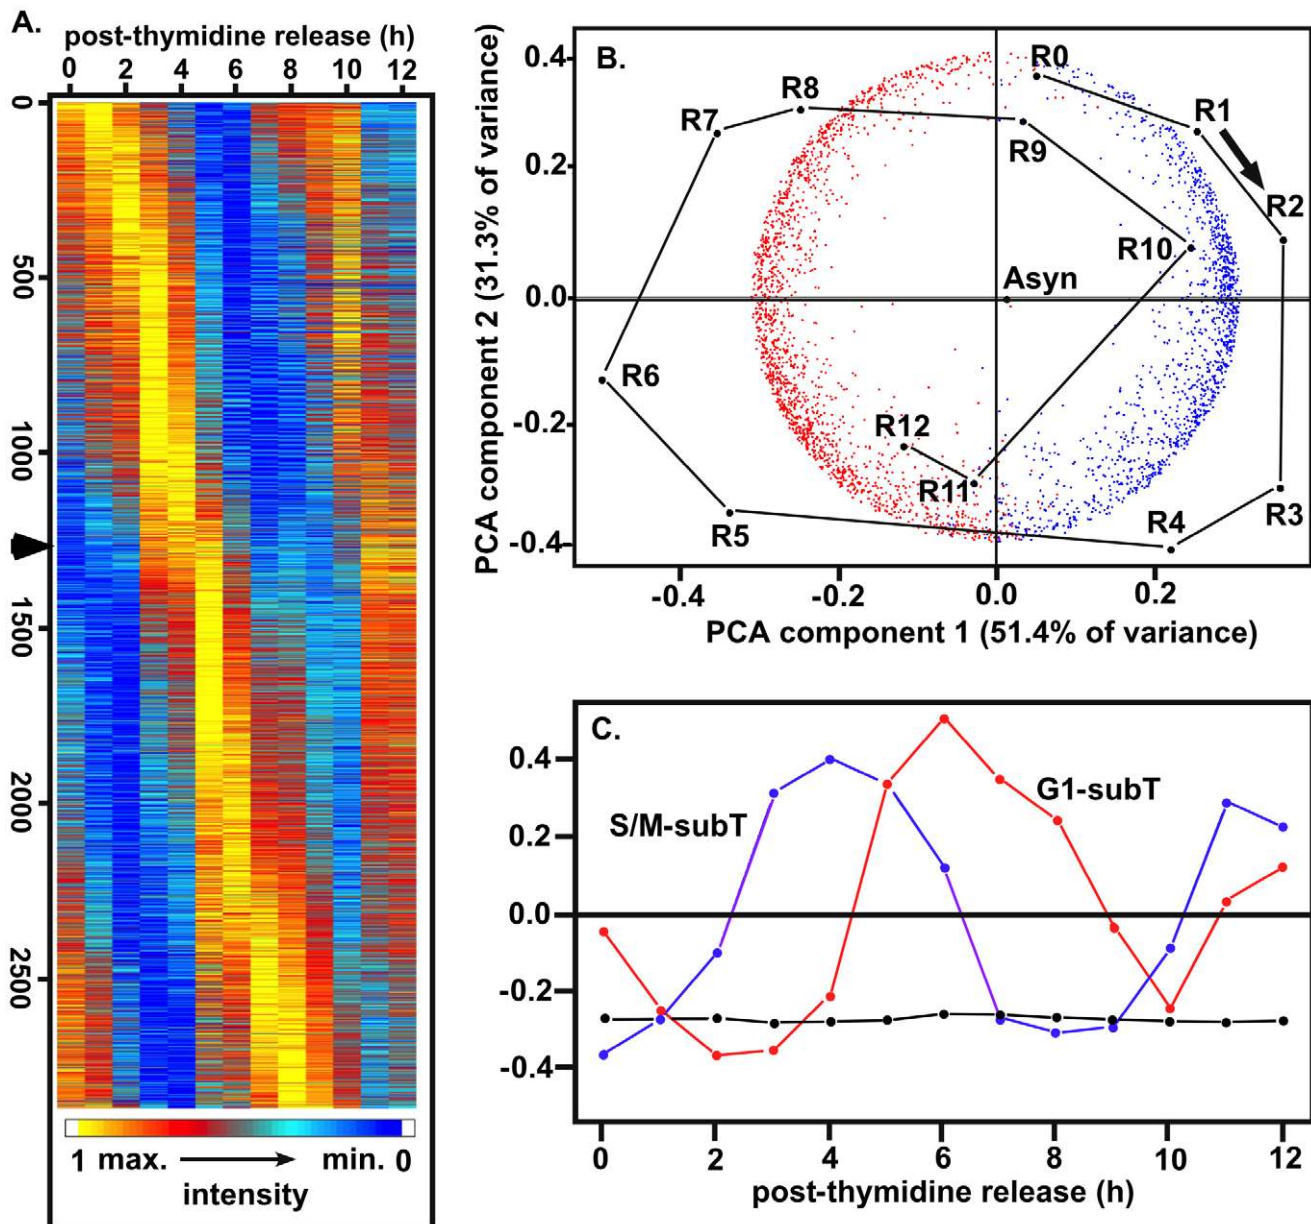 A.
post-thymidine release (h)
0 2 4 6 8 10 12
0
500
1000
1500
2000
2500
1 max. min. 0
intensity
B.
PCA component 2 (31.3% of variance)
0.4
0.2
0.0
-0.2
-0.4
R0
R1
R2
R3
R4
R5
R6
R7
R8
R9
R10
R11
R12
Asyn
-0.4 -0.2 0.0 0.2
PCA component 1 (51.4% of variance)
C.
0.4
0.2
0.0
-0.2
-0.4
S/M-subT
G1-subT
0 2 4 6 8 10 12
post-thymidine release (h)